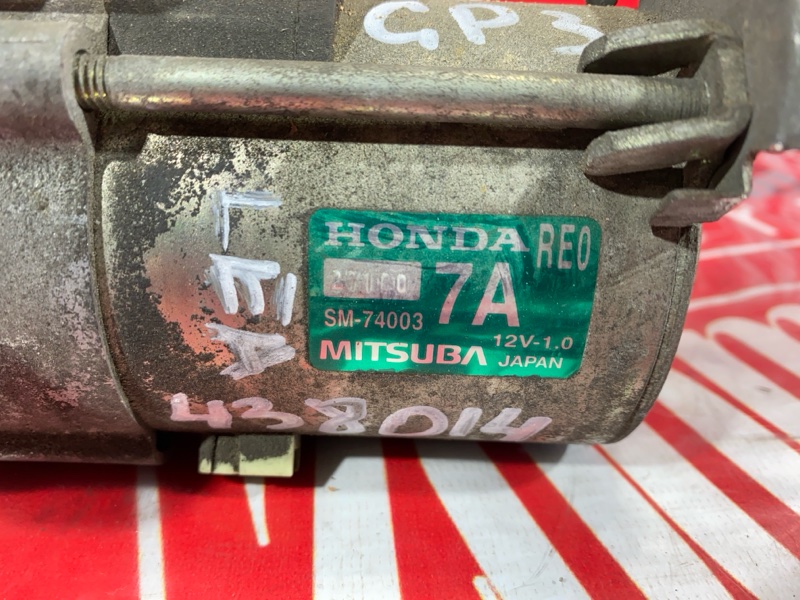 GP3
HONDA REO
7A
SM-74003 12V-1.0
MITSUBA JAPAN
LEA
438014